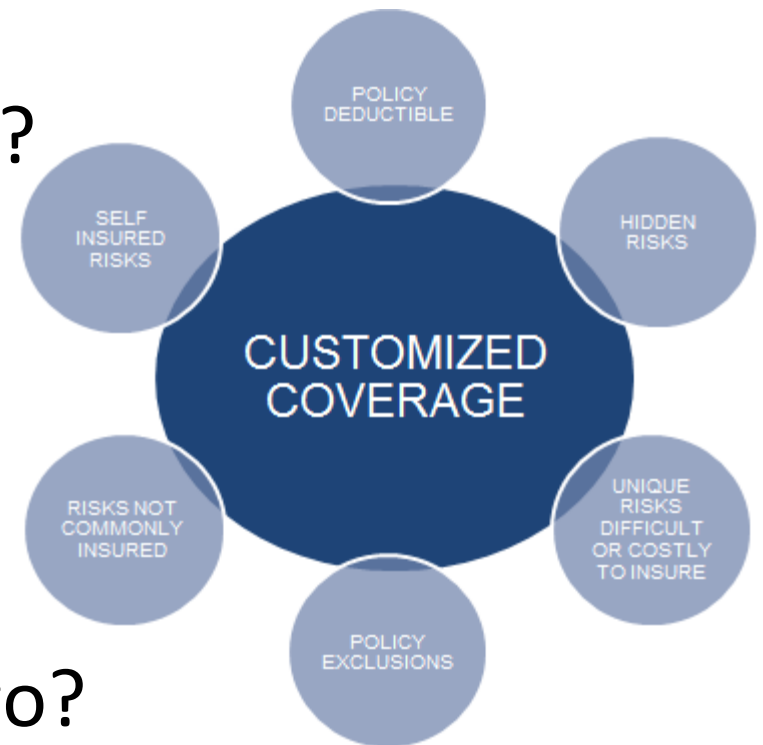 ?
POLICY
DEDUCTIBLE
SELF
INSURED
RISKS
HIDDEN
RISKS
CUSTOMIZED
COVERAGE
RISKS NOT
COMMONLY
INSURED
UNIQUE
RISKS
DIFFICULT
OR COSTLY
TO INSURE
POLICY
EXCLUSIONS
o?